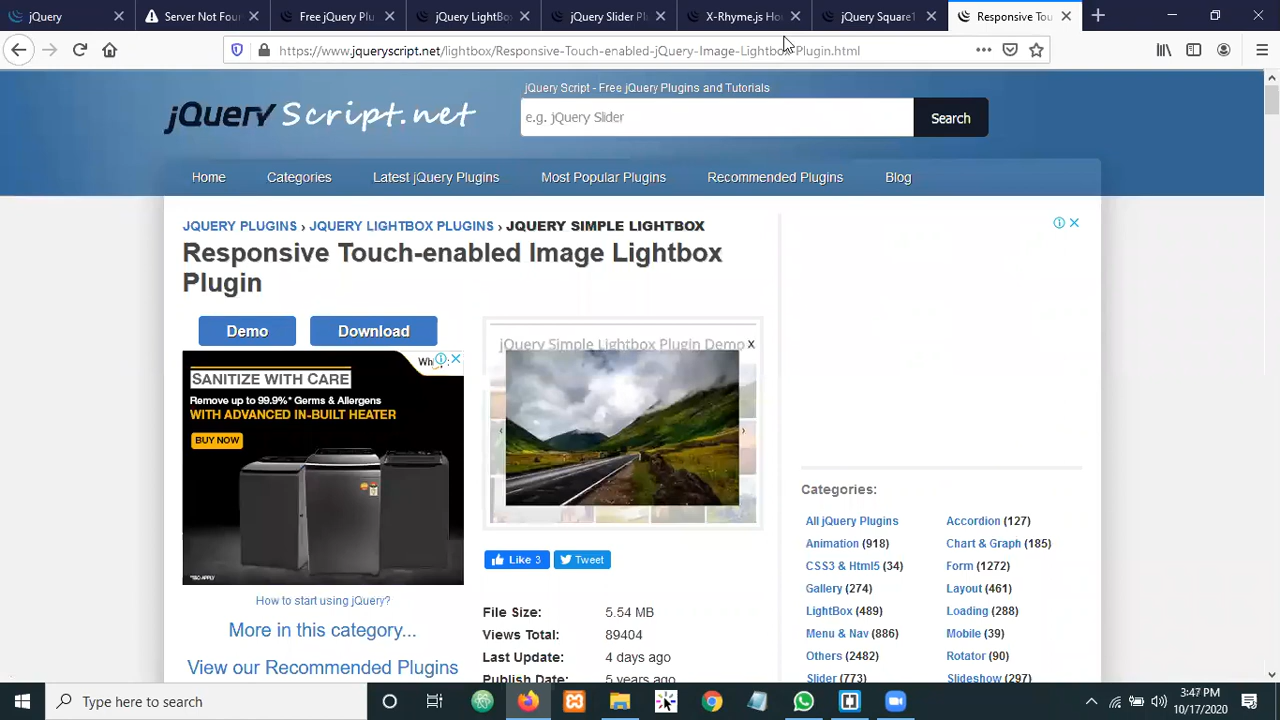 jQuery
Server Not Fou
Free jQuery Plu
jQuery LightBox
jQuery Slider Pl
X-Rhyme.js Ho
jQuery Square1
Responsive Tou
https://www.jqueryscript.net/lightbox/Responsive-Touch-enabled-jQuery-Image-Lightbox-Plugin.html
jQuery Script - Free jQuery Plugins and Tutorials
jQuery Script.net
e.g. jQuery Slider
Search
Home
Categories
Latest jQuery Plugins
Most Popular Plugins
Recommended Plugins
Blog
JQUERY PLUGINS › JQUERY LIGHTBOX PLUGINS › JQUERY SIMPLE LIGHTBOX
Responsive Touch-enabled Image Lightbox
Plugin
Demo
Download
Wh
SANITIZE WITH CARE
Remove up to 99.9%* Germs & Allergens
WITH ADVANCED IN-BUILT HEATER
BUY NOW
*T&C APPLY
How to start using jQuery?
More in this category...
View our Recommended Plugins
jQuery Simple Lightbox Plugin Demo
X
Like 3
Tweet
File Size: 5.54 MB
Views Total: 89404
Last Update: 4 days ago
Publish Date: 5 years ago
Categories:
All jQuery Plugins
Accordion (127)
Animation (918)
Chart & Graph (185)
CSS3 & Html5 (34)
Form (1272)
Gallery (274)
Layout (461)
LightBox (489)
Loading (288)
Menu & Nav (886)
Mobile (39)
Others (2482)
Rotator (90)
Slider (773)
Slideshow (297)
Type here to search
3:47 PM
10/17/2020